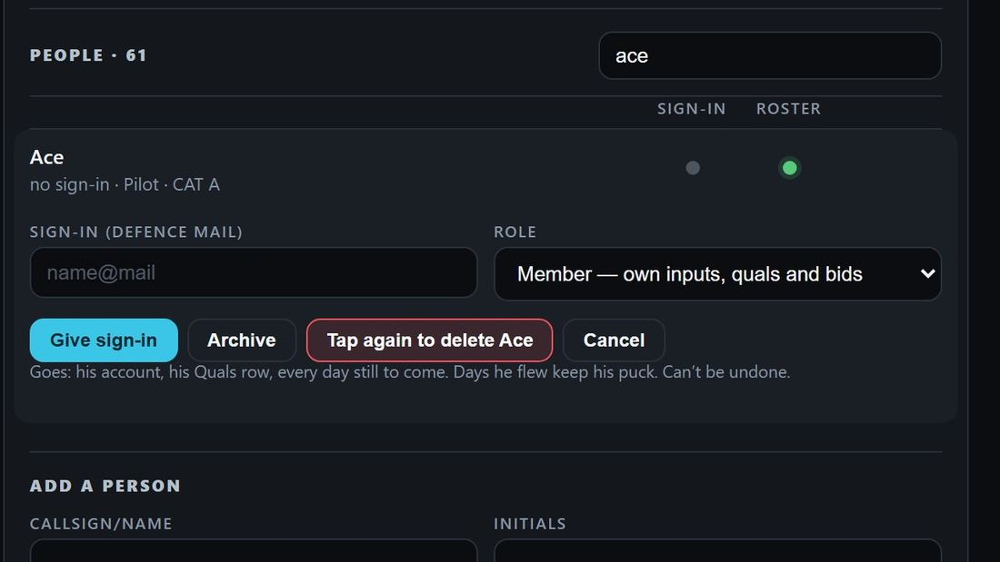 PEOPLE · 61
ace
SIGN-IN ROSTER
Ace
no sign-in · Pilot · CAT A
SIGN-IN (DEFENCE MAIL) ROLE
name@mail Member — own inputs, quals and bids
Give sign-in Archive Tap again to delete Ace Cancel
Goes: his account, his Quals row, every day still to come. Days he flew keep his puck. Can’t be undone.
ADD A PERSON
CALLSIGN/NAME INITIALS